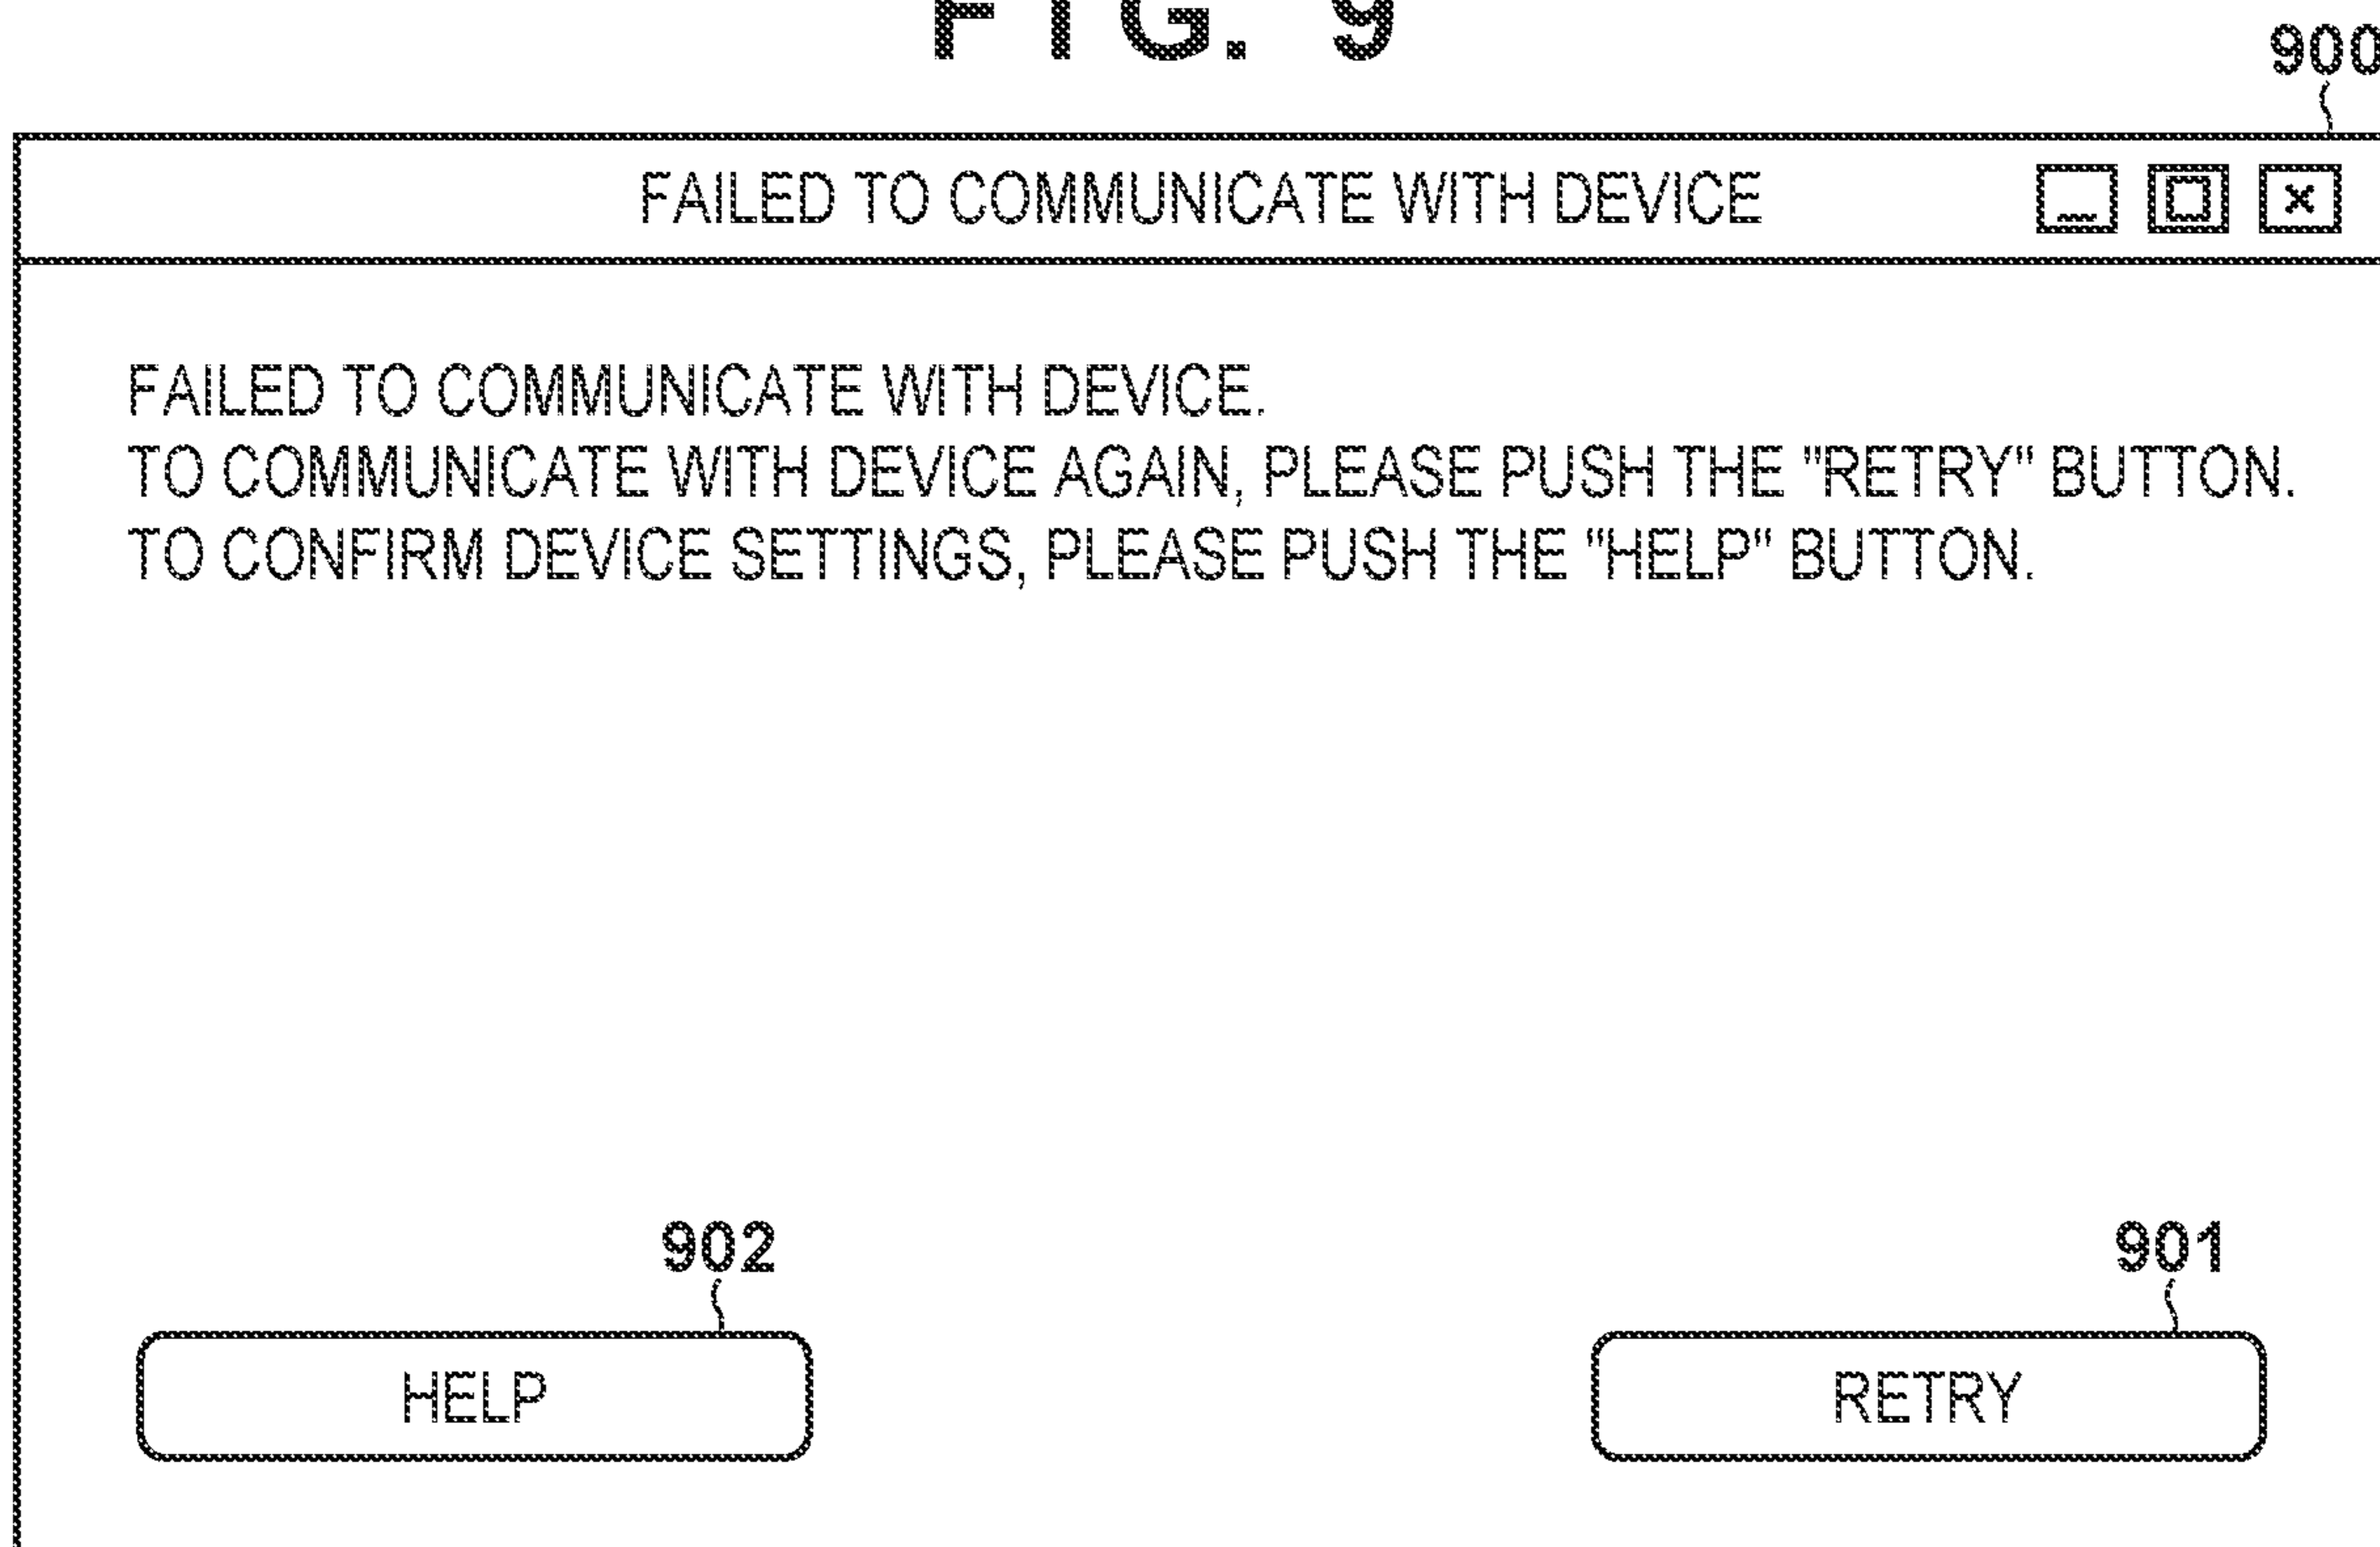 FIG. 9
900
FAILED TO COMMUNICATE WITH DEVICE
FAILED TO COMMUNICATE WITH DEVICE.
TO COMMUNICATE WITH DEVICE AGAIN, PLEASE PUSH THE "RETRY" BUTTON.
TO CONFIRM DEVICE SETTINGS, PLEASE PUSH THE "HELP" BUTTON.
902 901
HELP RETRY